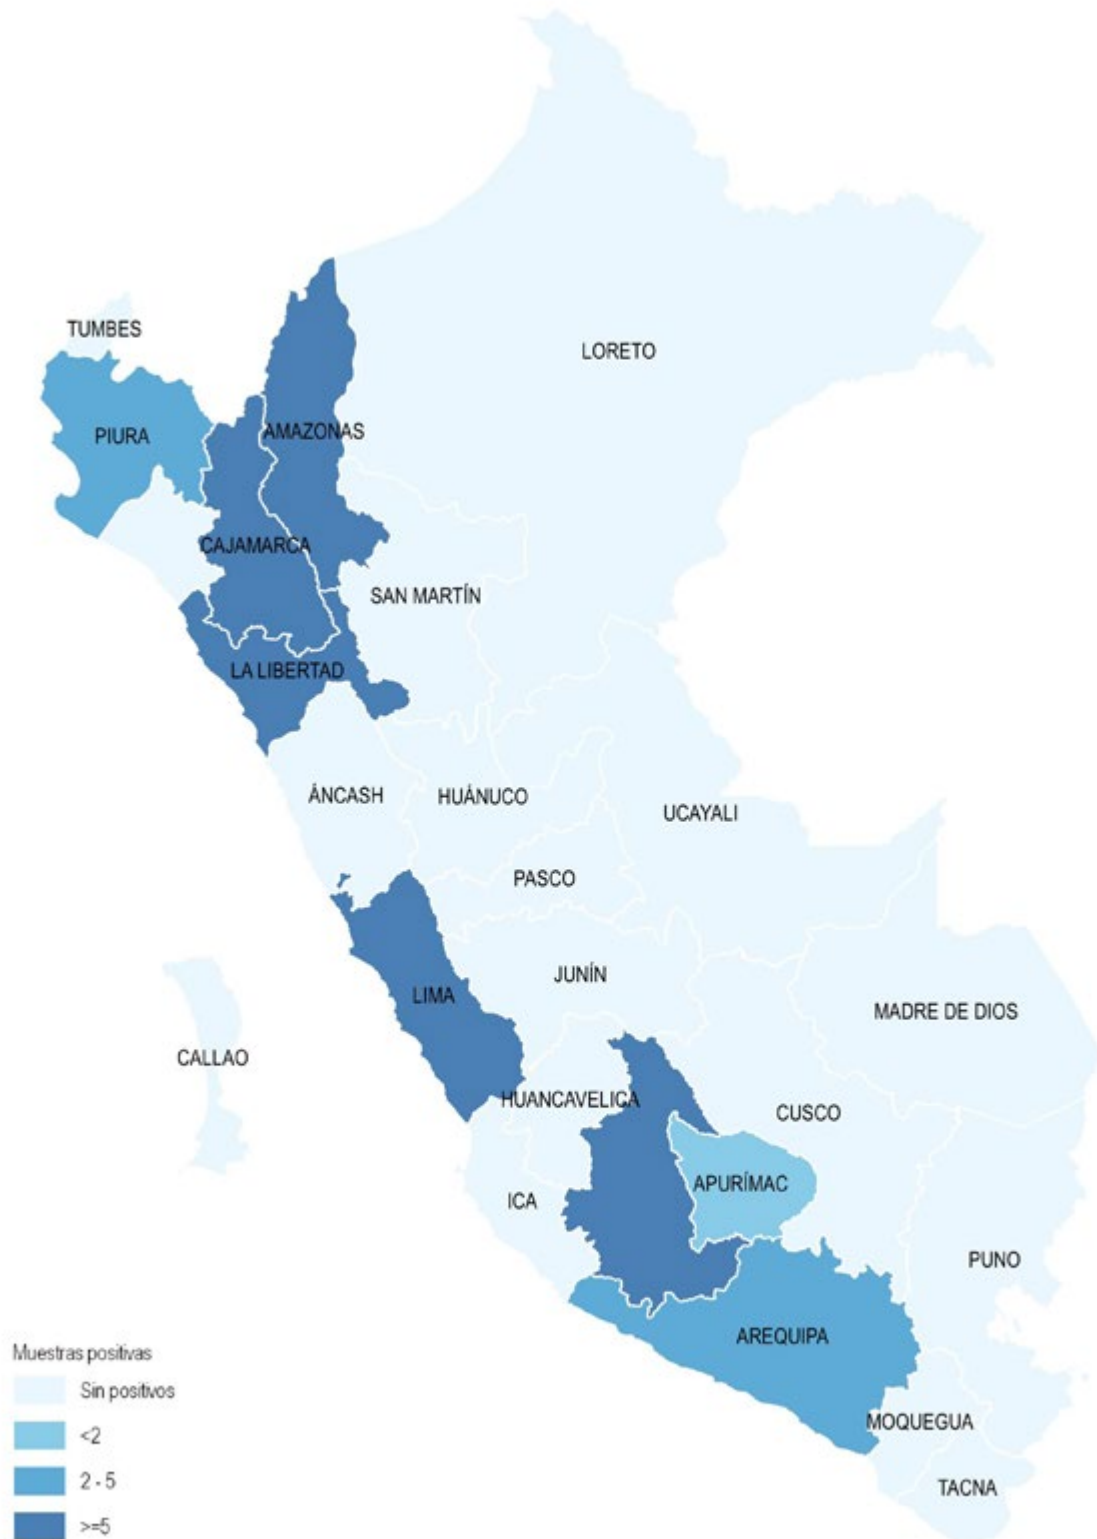 TUMBES
LORETO
PIURA
AMAZONAS
CAJAMARCA
SAN MARTÍN
LA LIBERTAD
ÁNCASH
HUÁNUCO
UCAYALI
PASCO
JUNÍN
LIMA
MADRE DE DIOS
CALLAO
HUANCAVELICA
CUSCO
APURÍMAC
ICA
PUNO
AREQUIPA
MOQUEGUA
TACNA
Muestras positivas
Sin positivos
<2
2 - 5
>=5